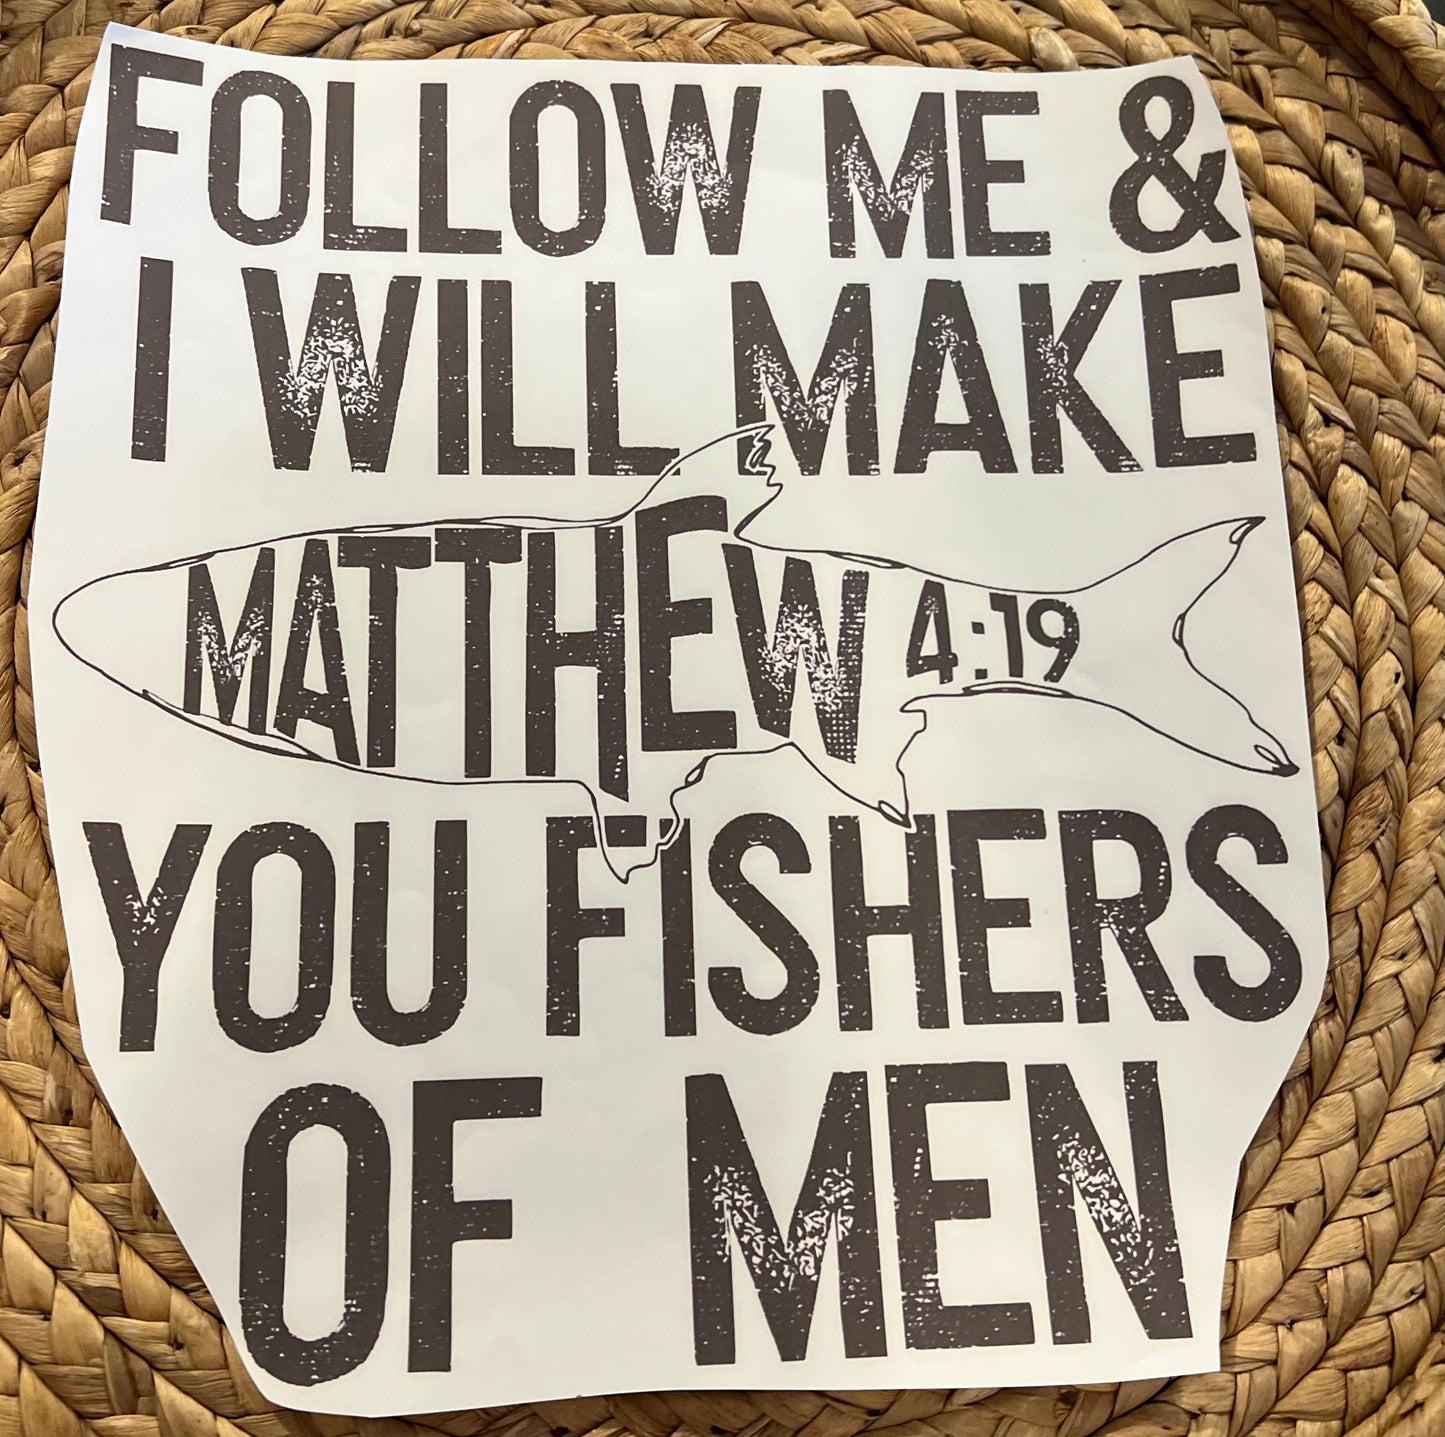 FOLLOW ME &
I WILL MAKE
MATTHEW 4:19
YOU FISHERS
OF MEN